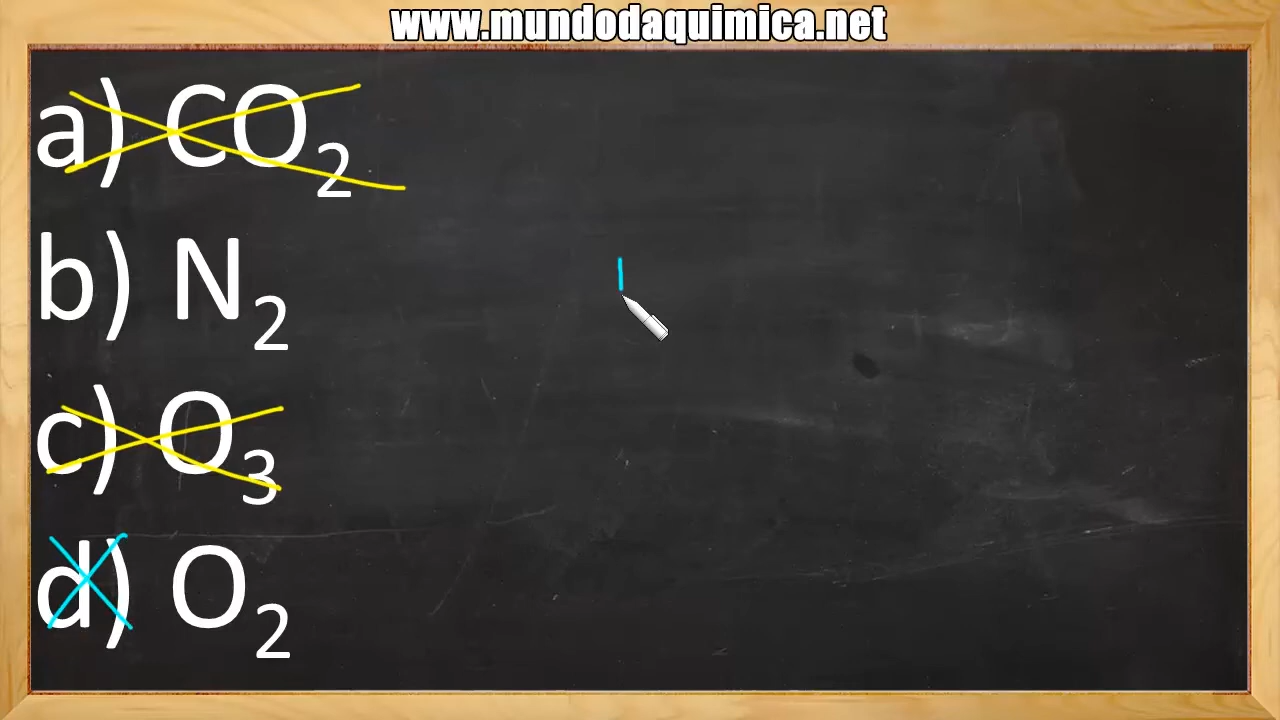 www.mundodaquimica.net
a) CO₂
b) N₂
c) O₃
d) O₂